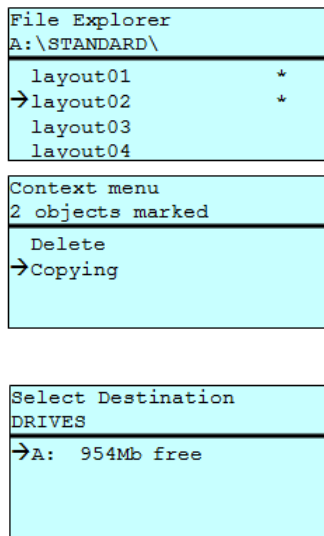 File Explorer
A:\STANDARD\
layout01 *
→layout02 *
layout03
layout04
Context menu
2 objects marked
Delete
→Copying
Select Destination
DRIVES
→A: 954Mb free